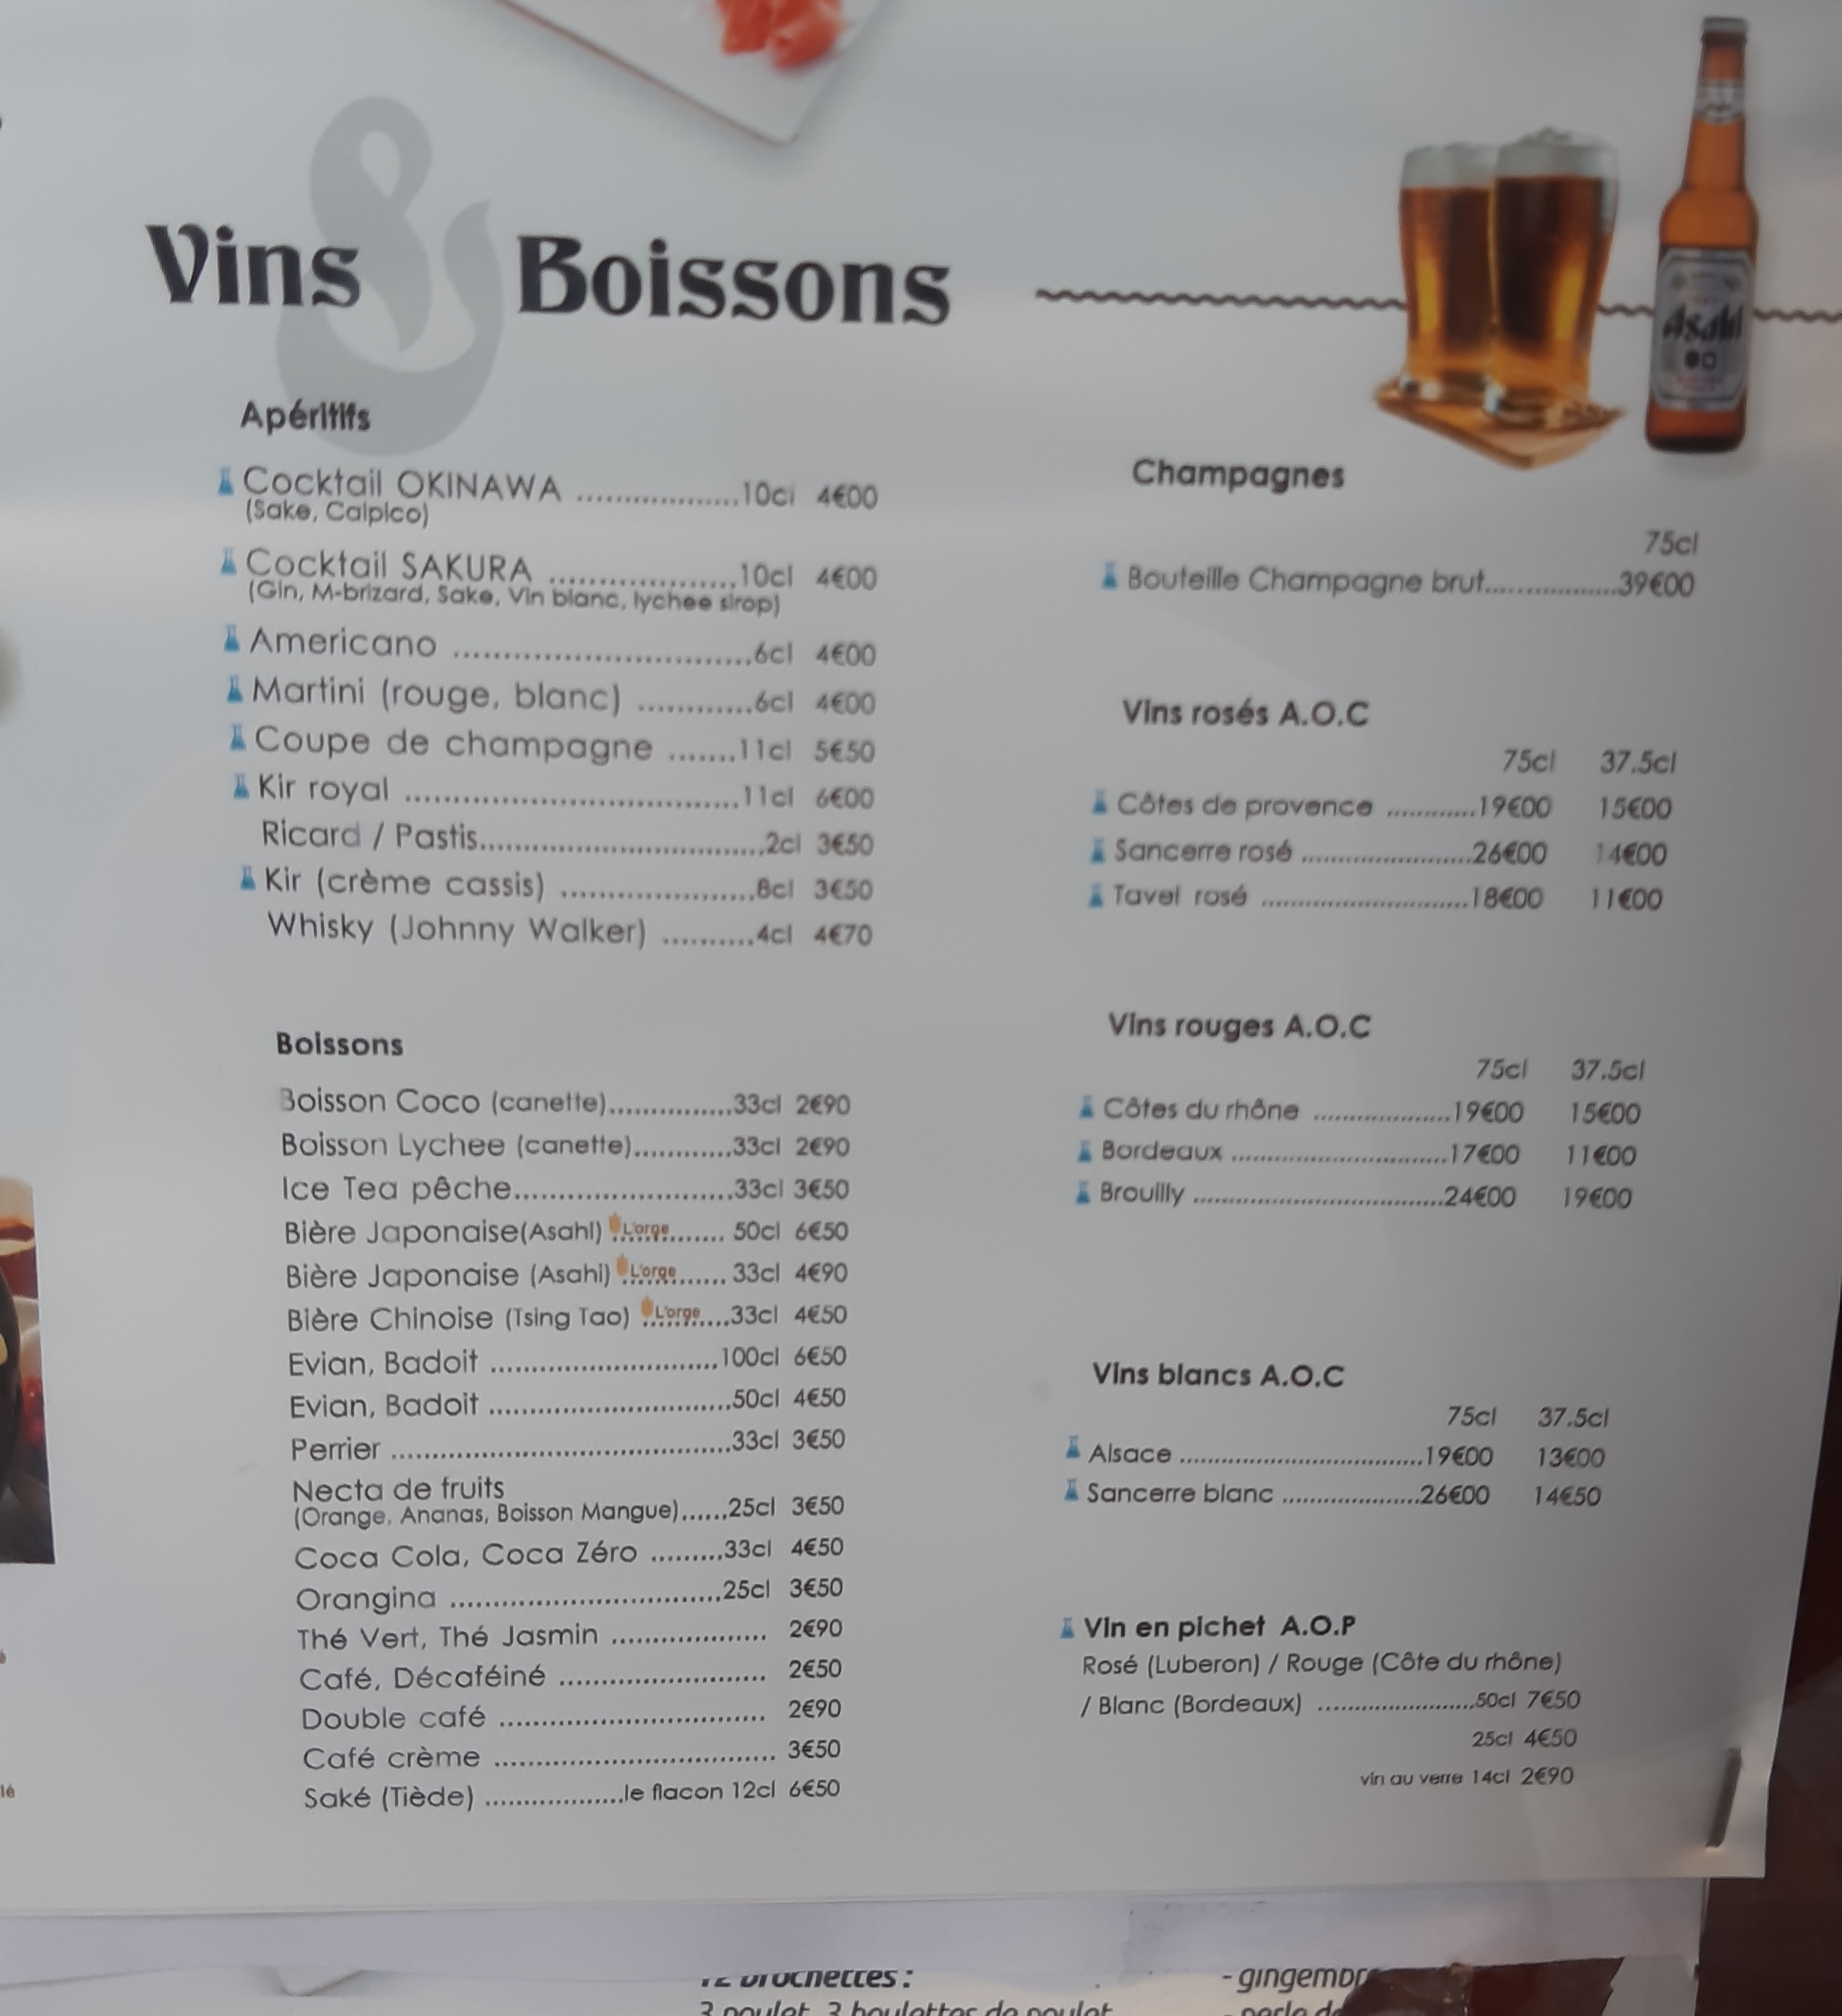 Vins & Boissons
Asahi
Apéritifs
Cocktail OKINAWA .................10cl 4€00
(Sake, Calpico)
Cocktail SAKURA ...................10cl 4€00
(Gin, M-brizard, Sake, Vin blanc, lychee sirop)
Americano ..............................6cl 4€00
Martini (rouge, blanc) ............6cl 4€00
Coupe de champagne .......11cl 5€50
Kir royal ..................................11cl 6€00
Ricard / Pastis.............................2cl 3€50
Kir (crème cassis) ....................8cl 3€50
Whisky (Johnny Walker) ..........4cl 4€70
Boissons
Boisson Coco (canette)...............33cl 2€90
Boisson Lychee (canette)............33cl 2€90
Ice Tea pêche...........................33cl 3€50
Bière Japonaise(Asahi) L'orge....... 50cl 6€50
Bière Japonaise (Asahi) L'orge...... 33cl 4€90
Bière Chinoise (Tsing Tao) L'orge....33cl 4€50
Evian, Badoit ............................100cl 6€50
Evian, Badoit ..............................50cl 4€50
Perrier ..........................................33cl 3€50
Necta de fruits
(Orange, Ananas, Boisson Mangue)......25cl 3€50
Coca Cola, Coca Zéro .........33cl 4€50
Orangina .................................25cl 3€50
Thé Vert, Thé Jasmin ................... 2€90
Café, Décaféiné ......................... 2€50
Double café ................................ 2€90
Café crème .................................. 3€50
Saké (Tiède) .................le flacon 12cl 6€50
Champagnes
75cl
Bouteille Champagne brut.................39€00
Vins rosés A.O.C
75cl 37.5cl
Côtes de provence ............19€00 15€00
Sancerre rosé .......................26€00 14€00
Tavel rosé ............................18€00 11€00
Vins rouges A.O.C
75cl 37.5cl
Côtes du rhône ...................19€00 15€00
Bordeaux ..............................17€00 11€00
Brouilly ...................................24€00 19€00
Vins blancs A.O.C
75cl 37.5cl
Alsace ...................................19€00 13€00
Sancerre blanc ....................26€00 14€50
Vin en pichet A.O.P
Rosé (Luberon) / Rouge (Côte du rhône)
/ Blanc (Bordeaux) .......................50cl 7€50
25cl 4€50
vin au verre 14cl 2€90
12 brochettes :
3 poulet, 3 boulettes de poulet
- gingembre